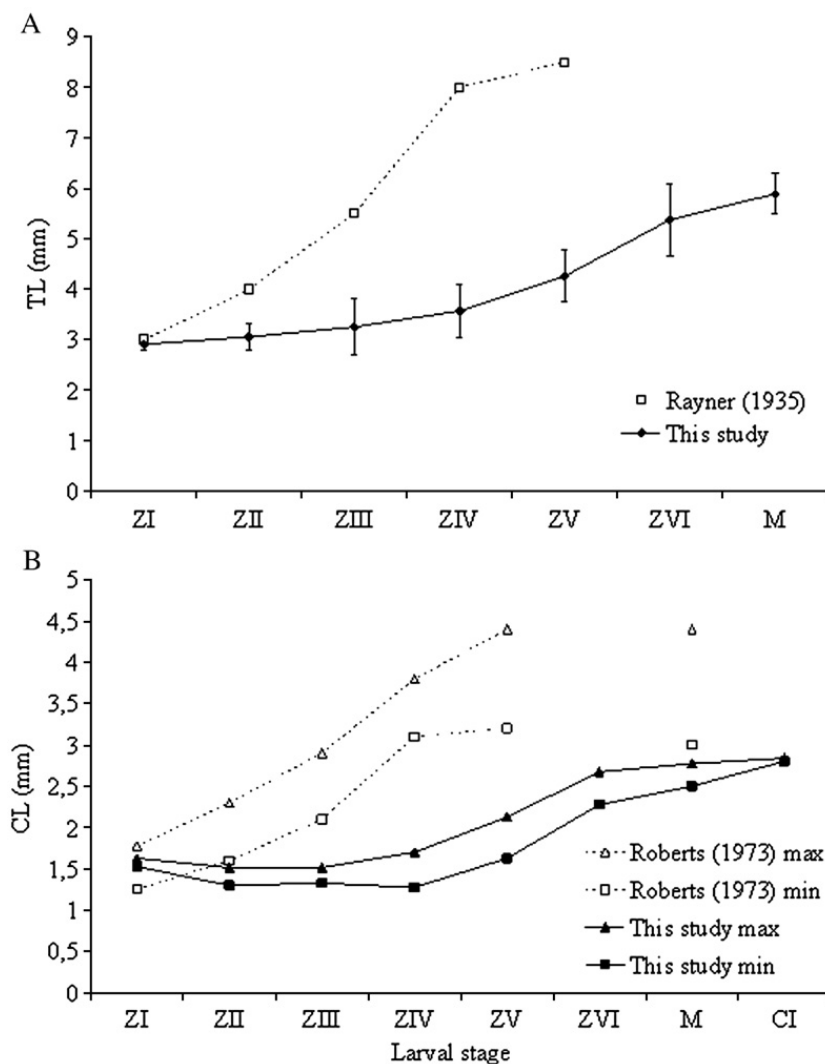 A
9
8
7
6
5
4
3
2
1
0
TL (mm)
Rayner (1935)
This study
ZI ZII ZIII ZIV ZV ZVI M
B
5
4,5
4
3,5
3
2,5
2
1,5
1
0,5
0
CL (mm)
Roberts (1973) max
Roberts (1973) min
This study max
This study min
ZI ZII ZIII ZIV ZV ZVI M CI
Larval stage